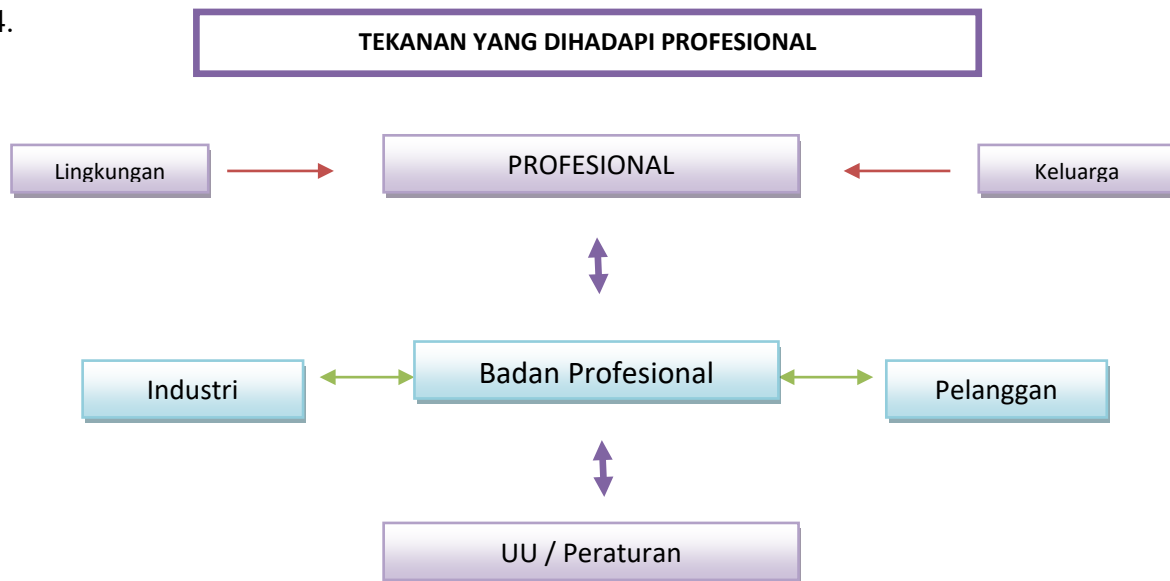 4.
TEKANAN YANG DIHADAPI PROFESIONAL
Lingkungan
PROFESIONAL
Keluarga
Industri
Badan Profesional
Pelanggan
UU / Peraturan